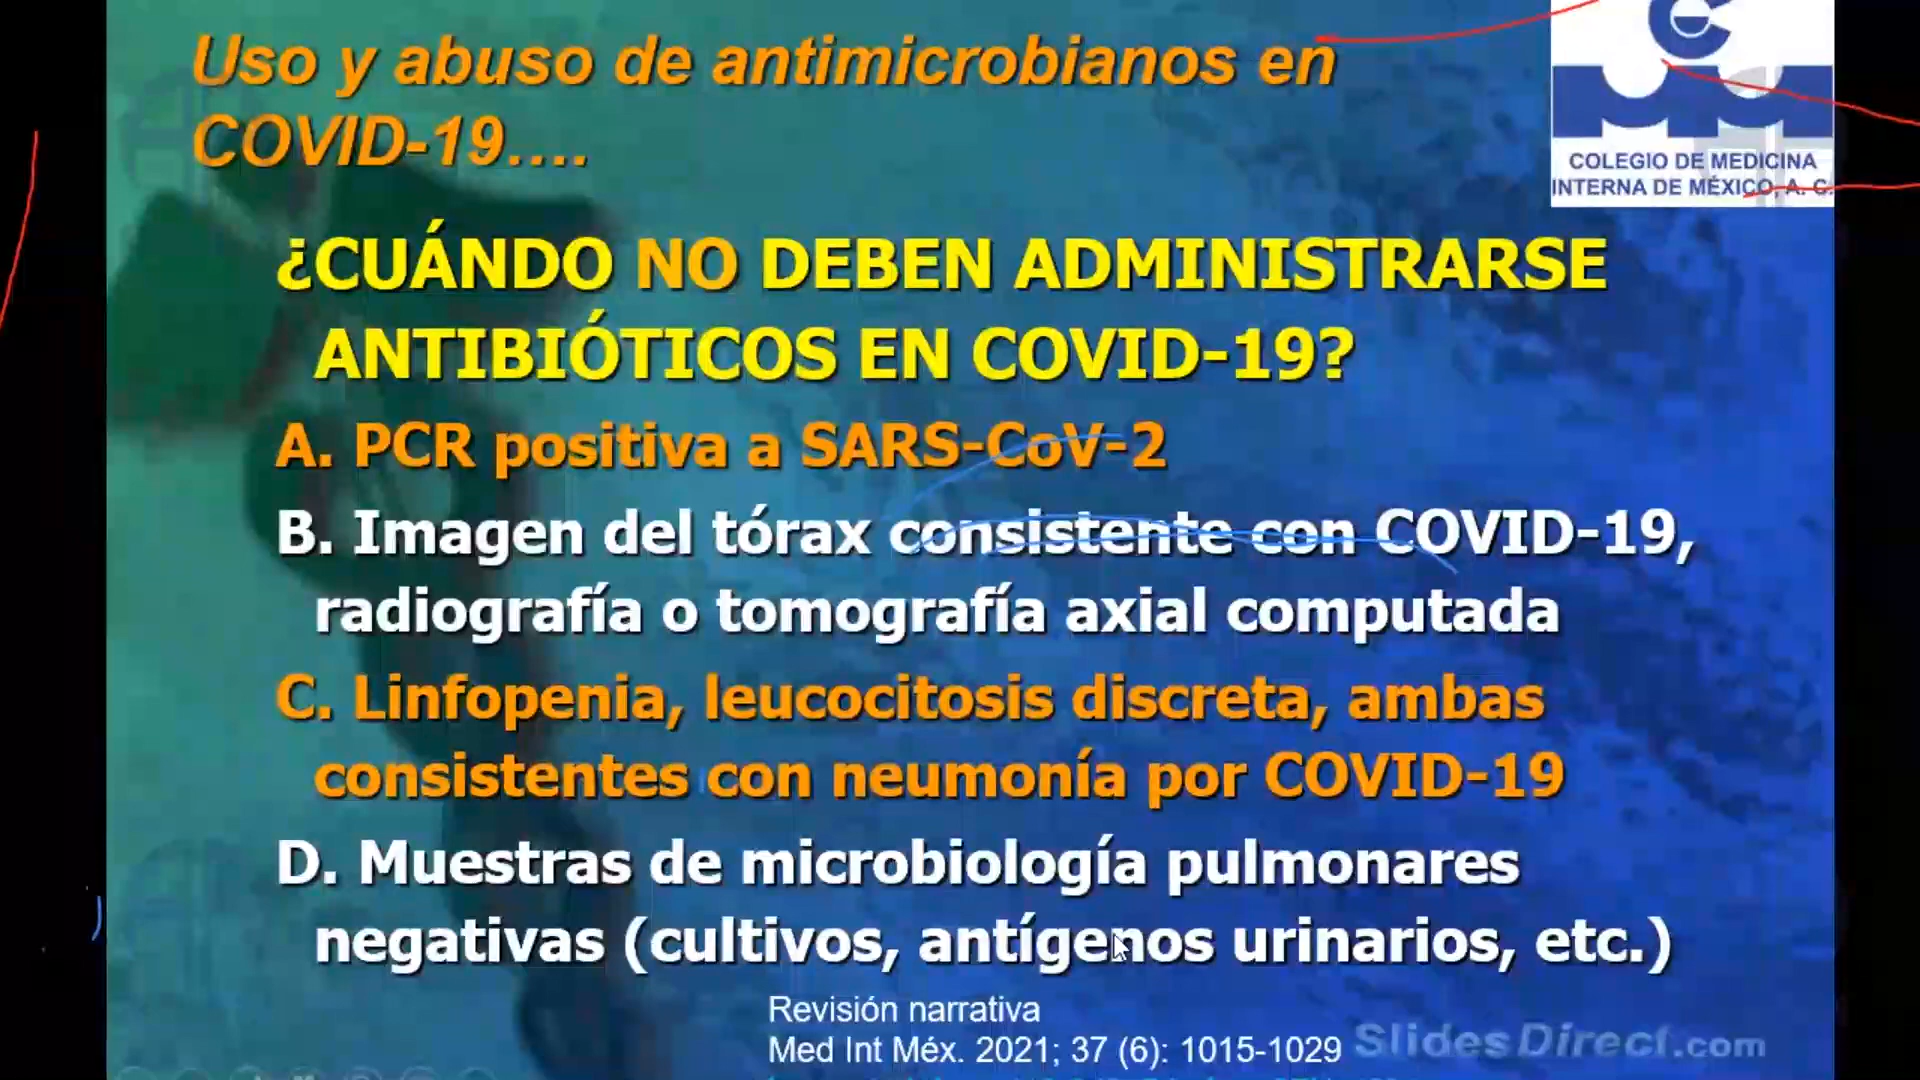 Uso y abuso de antimicrobianos en
COVID-19....
COLEGIO DE MEDICINA
INTERNA DE MÉXICO, A. C.
¿CUÁNDO NO DEBEN ADMINISTRARSE
ANTIBIÓTICOS EN COVID-19?
A. PCR positiva a SARS-CoV-2
B. Imagen del tórax consistente con COVID-19,
radiografía o tomografía axial computada
C. Linfopenia, leucocitosis discreta, ambas
consistentes con neumonía por COVID-19
D. Muestras de microbiología pulmonares
negativas (cultivos, antígenos urinarios, etc.)
Revisión narrativa
Med Int Méx. 2021; 37 (6): 1015-1029
SlidesDirect.com